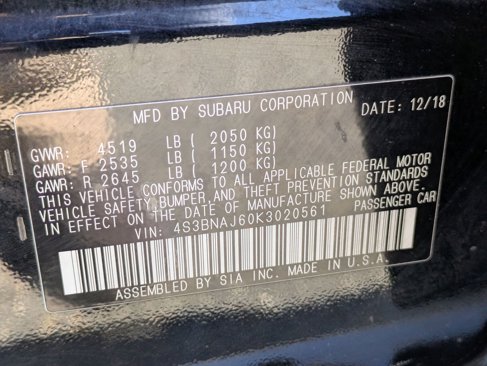 MFD BY SUBARU CORPORATION DATE: 12/18
GVWR: 4519 LB ( 2050 KG)
GAWR: F 2535 LB ( 1150 KG)
GAWR: R 2645 LB ( 1200 KG)
THIS VEHICLE CONFORMS TO ALL APPLICABLE FEDERAL MOTOR
VEHICLE SAFETY, BUMPER, AND THEFT PREVENTION STANDARDS
IN EFFECT ON THE DATE OF MANUFACTURE SHOWN ABOVE.
VIN: 4S3BNAJ60K3020561 PASSENGER CAR
ASSEMBLED BY SIA INC. MADE IN U.S.A.